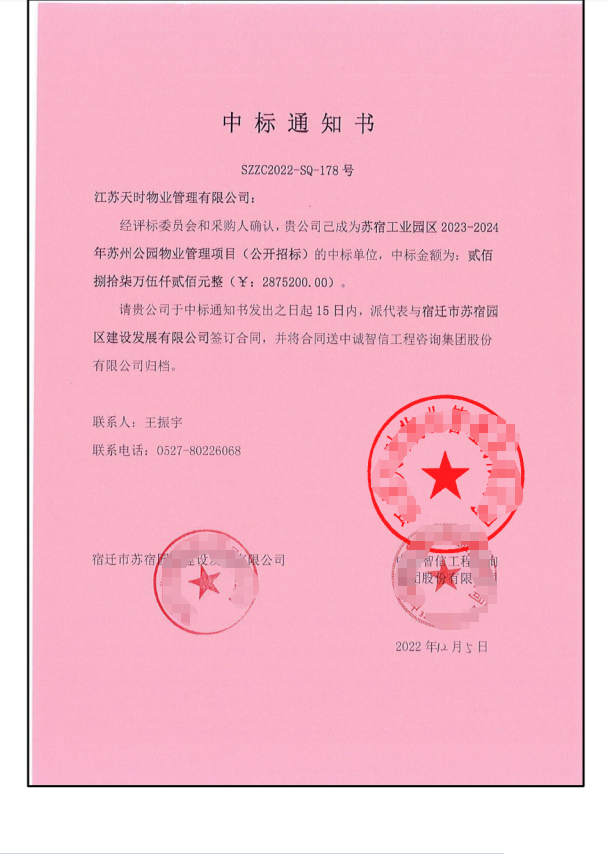 中标通知书
SZZC2022-SQ-178号
江苏天时物业管理有限公司：
经评标委员会和采购人确认，贵公司已成为苏宿工业园区2023-2024
年苏州公园物业管理项目（公开招标）的中标单位，中标金额为：贰佰
捌拾柒万伍仟贰佰元整（￥：2875200.00）。
请贵公司于中标通知书发出之日起15日内，派代表与宿迁市苏宿园
区建设发展有限公司签订合同，并将合同送中诚智信工程咨询集团股份
有限公司归档。
联系人：王振宇
联系电话：0527-80226068
宿迁市苏宿 建设 有限公司
智信工程 询
团股份有限
2022年12月5日